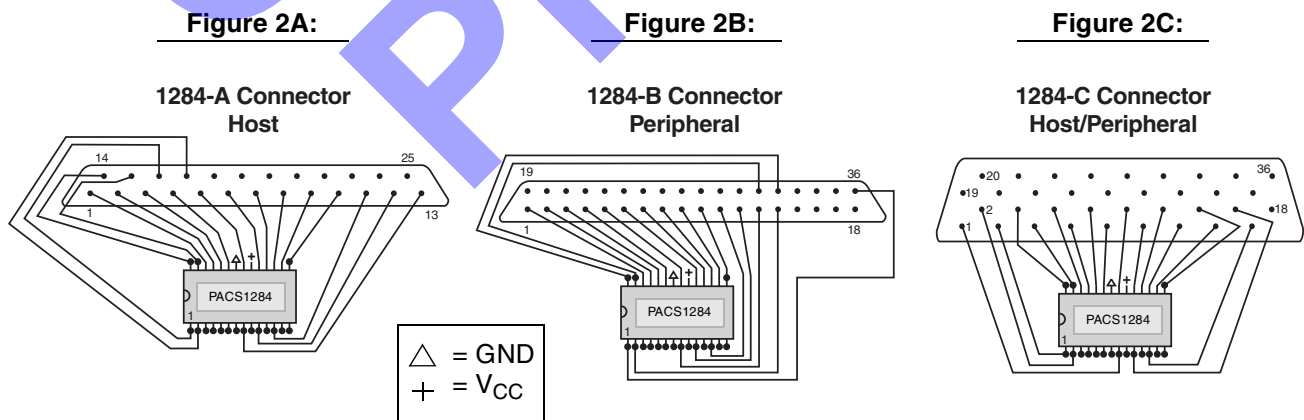 Figure 2A:
Figure 2B:
Figure 2C:
1284-A Connector
Host
1284-B Connector
Peripheral
1284-C Connector
Host/Peripheral
14
25
1
13
PACS1284
1
19
36
1
18
PACS1284
1
20
36
19
2
18
1
PACS1284
1
△ = GND
+ = VCC